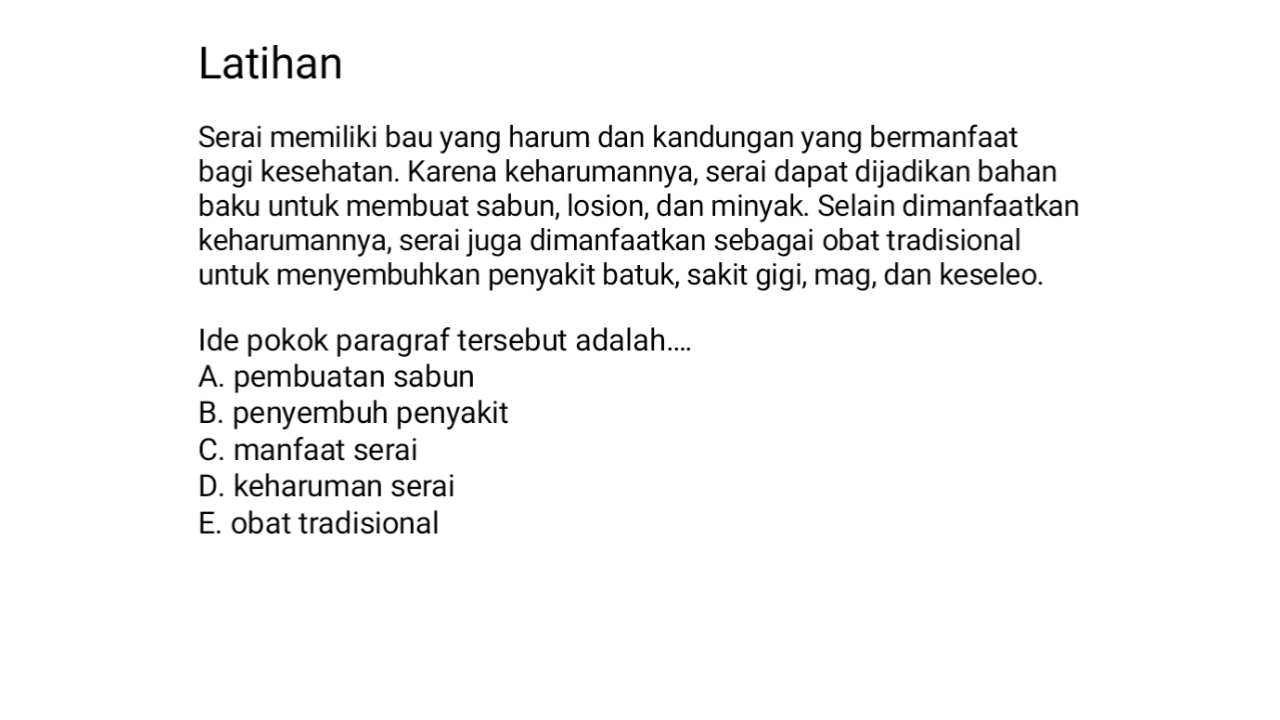 Latihan
Serai memiliki bau yang harum dan kandungan yang bermanfaat
bagi kesehatan. Karena keharumannya, serai dapat dijadikan bahan
baku untuk membuat sabun, losion, dan minyak. Selain dimanfaatkan
keharumannya, serai juga dimanfaatkan sebagai obat tradisional
untuk menyembuhkan penyakit batuk, sakit gigi, mag, dan keseleo.
Ide pokok paragraf tersebut adalah....
A. pembuatan sabun
B. penyembuh penyakit
C. manfaat serai
D. keharuman serai
E. obat tradisional